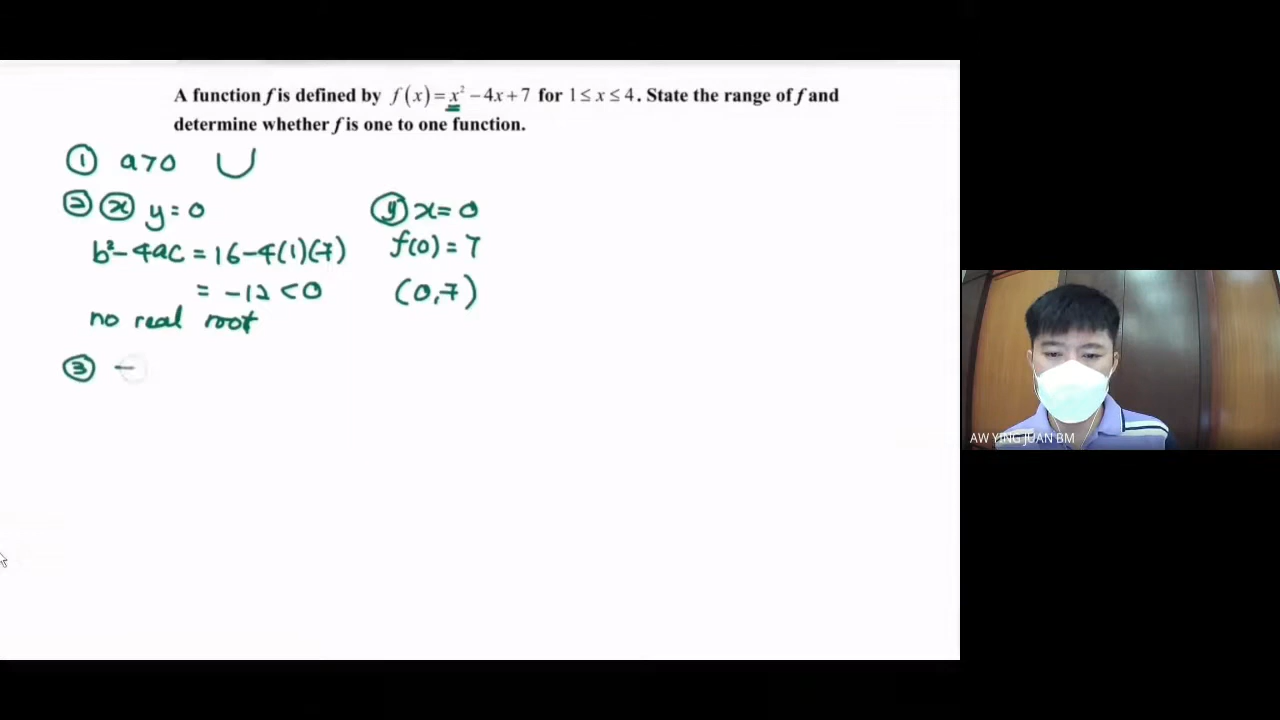 A function f is defined by f(x)=x²−4x+7 for 1≤x≤4. State the range of f and
determine whether f is one to one function.
① a>0
② ⓧ y=0
b²−4ac = 16−4(1)(7)
= −12 < 0
no real root
ⓨ x=0
f(0)=7
(0,7)
③ −
AW YING JUAN BM